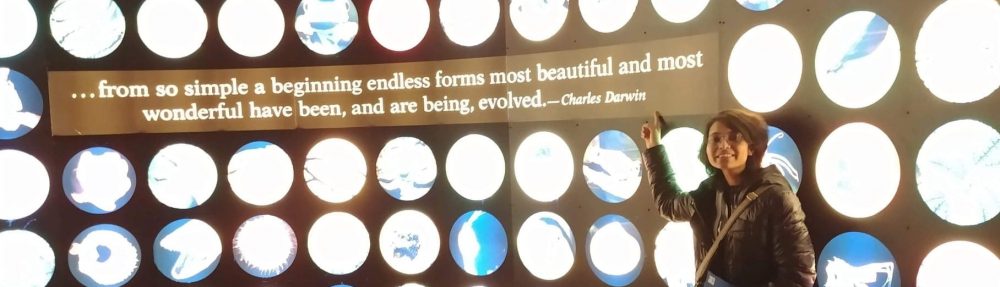 ...from so simple a beginning endless forms most beautiful and most
wonderful have been, and are being, evolved.—Charles Darwin